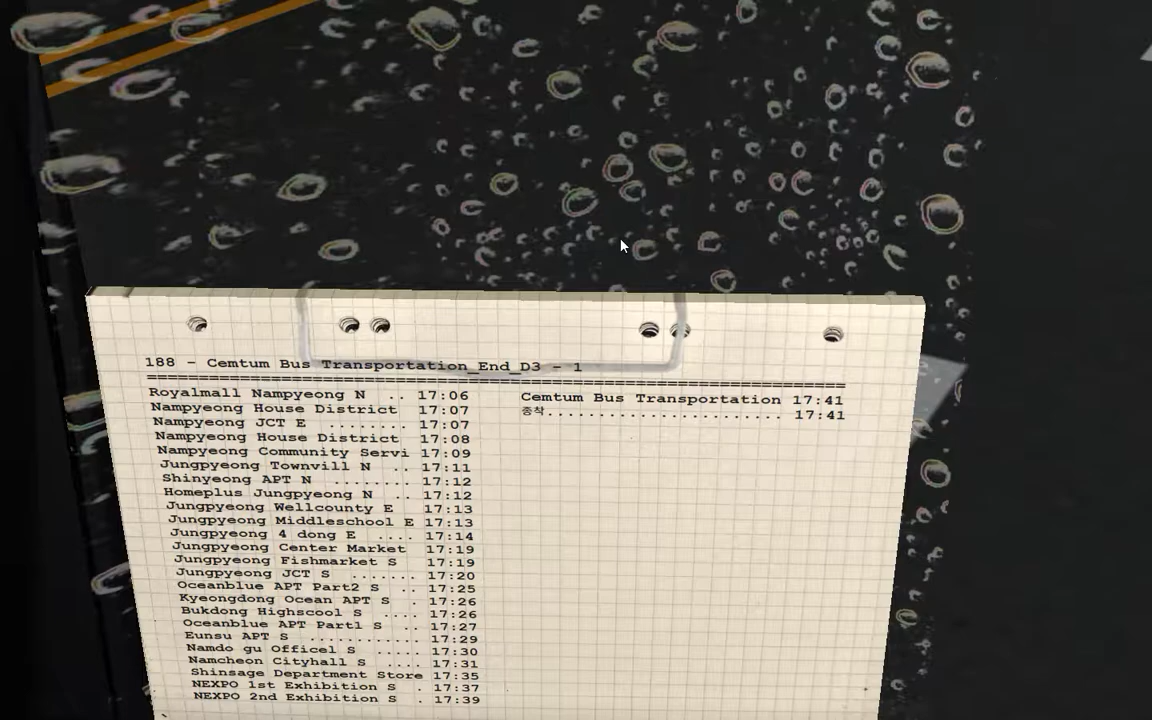 188 - Cemtum Bus Transportation_End_D3 - 1
===========================================================================
Royalmall Nampyeong N .. 17:06
Nampyeong House District 17:07
Nampyeong JCT E ........ 17:07
Nampyeong House District 17:08
Nampyeong Community Servi 17:09
Jungpyeong Townvill N .. 17:11
Shinyeong APT N ........ 17:12
Homeplus Jungpyeong N .. 17:12
Jungpyeong Wellcounty E 17:13
Jungpyeong Middleschool E 17:13
Jungpyeong 4 dong E .... 17:14
Jungpyeong Center Market 17:19
Jungpyeong Fishmarket S 17:19
Jungpyeong JCT S ....... 17:20
Oceanblue APT Part2 S .. 17:25
Kyeongdong Ocean APT S . 17:26
Bukdong Highscool S .... 17:26
Oceanblue APT Part1 S .. 17:27
Eunsu APT S ............ 17:29
Namdo gu Officel S ..... 17:30
Namcheon Cityhall S .... 17:31
Shinsage Department Store 17:35
NEXPO 1st Exhibition S . 17:37
NEXPO 2nd Exhibition S . 17:39
Cemtum Bus Transportation 17:41
종착...................... 17:41